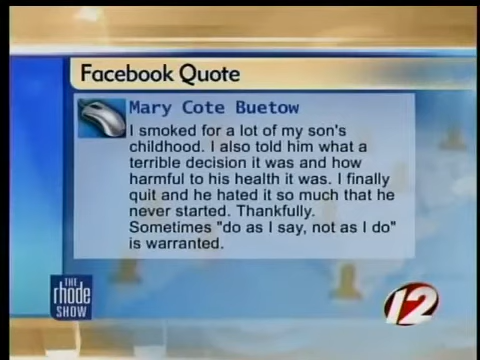 Facebook Quote
Mary Cote Buetow
I smoked for a lot of my son's
childhood. I also told him what a
terrible decision it was and how
harmful to his health it was. I finally
quit and he hated it so much that he
never started. Thankfully.
Sometimes "do as I say, not as I do"
is warranted.
THE
rhode
SHOW
12